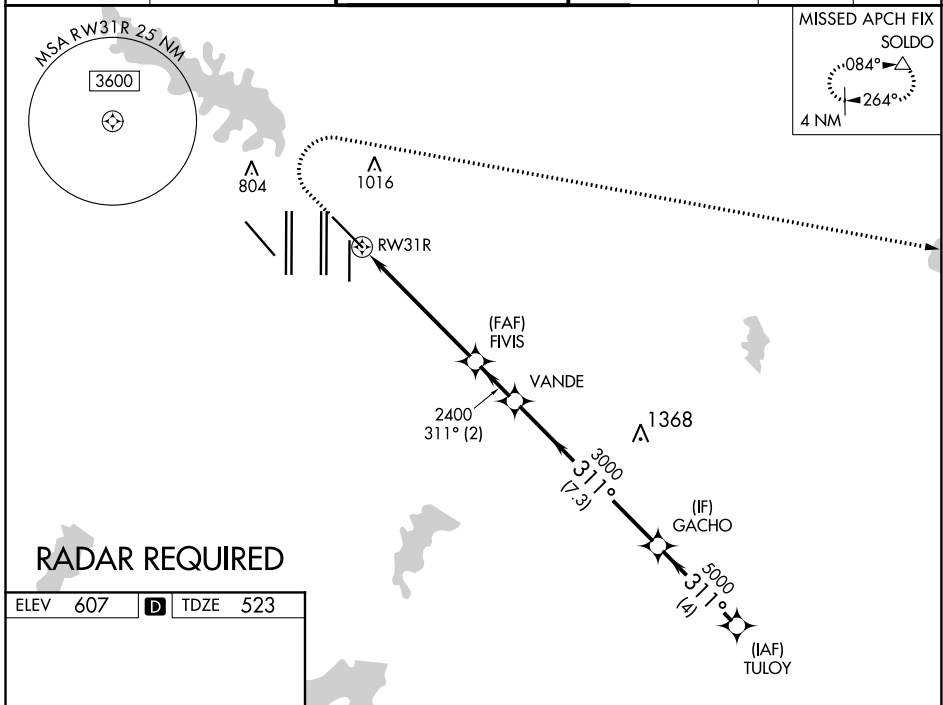 MSA RW31R 25 NM
3600
MISSED APCH FIX
SOLDO
084°
264°
4 NM
804
1016
RW31R
(FAF)
FIVIS
VANDE
2400
311° (2)
1368
3000
311°
(7.3)
(IF)
GACHO
5000
311°
(4)
(IAF)
TULOY
RADAR REQUIRED
ELEV 607 D TDZE 523